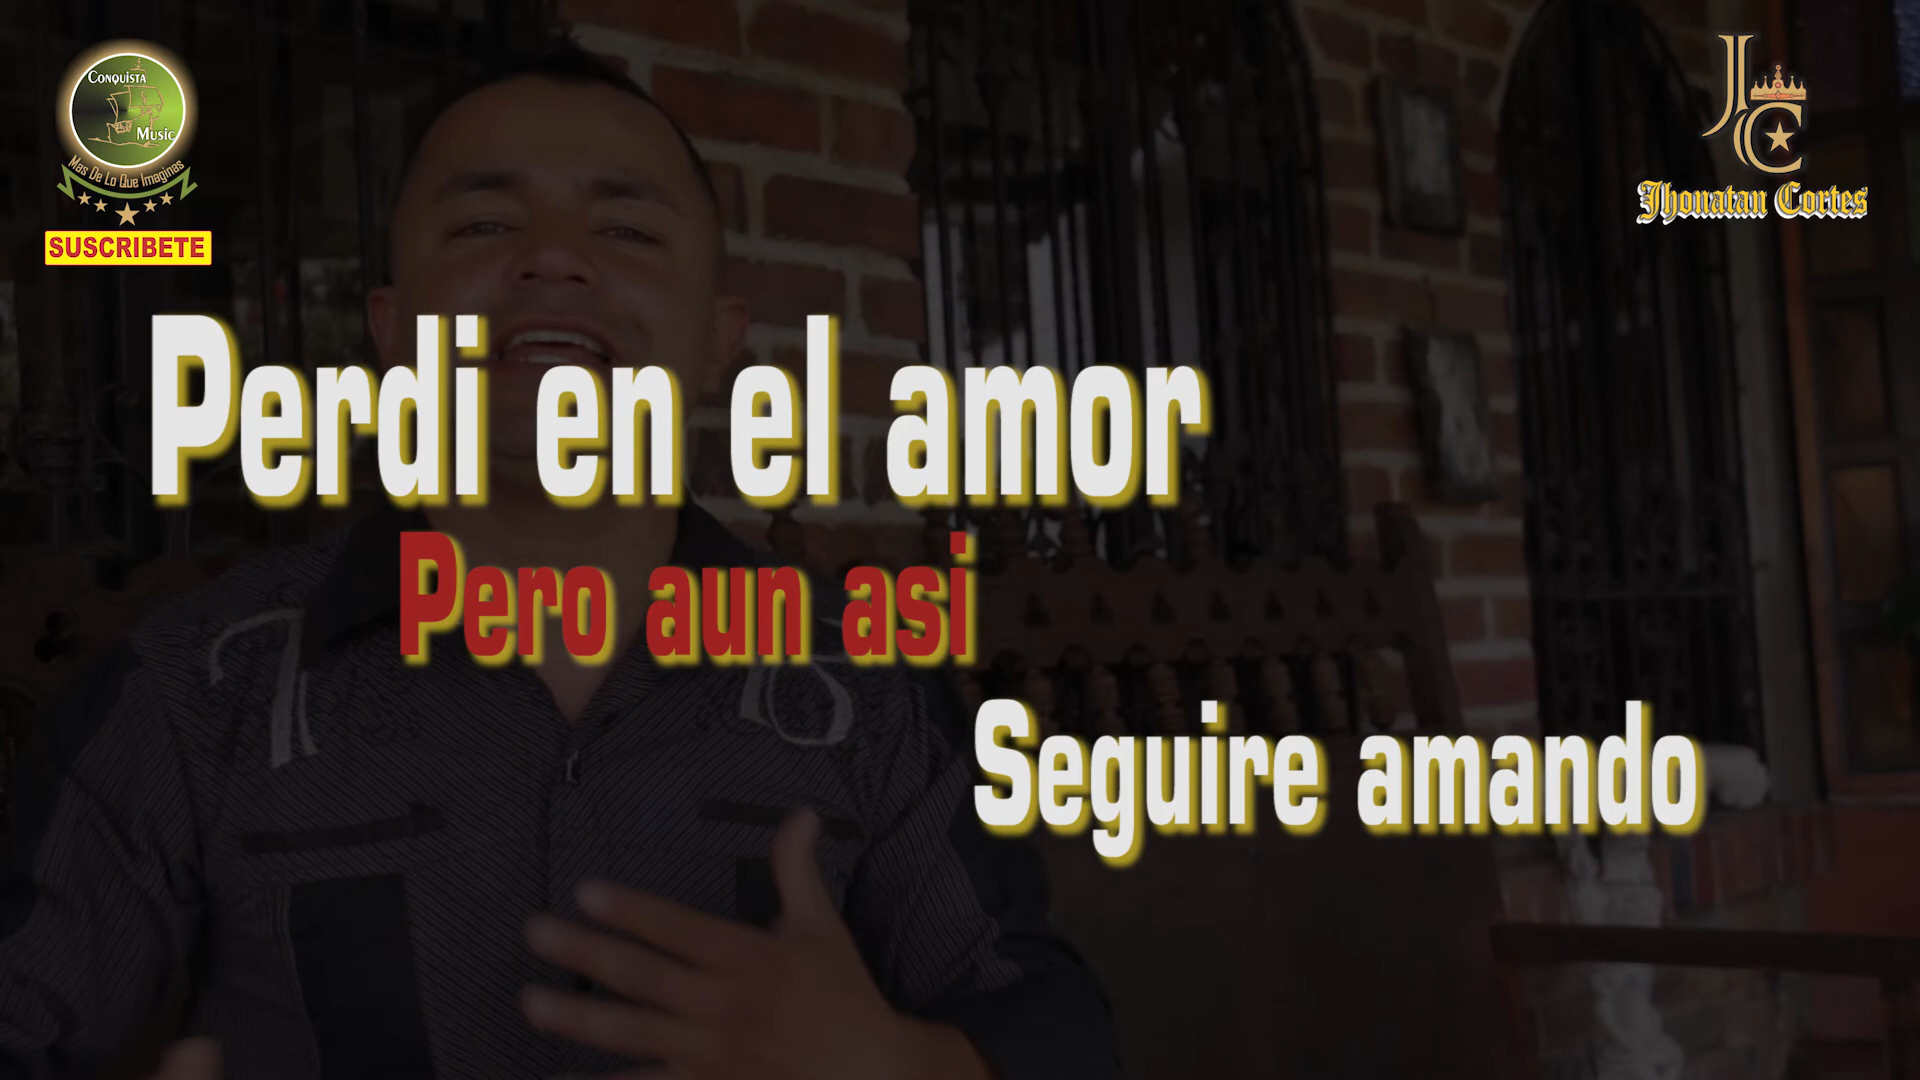 Conquista
Music
Mas De Lo Que Imaginas
SUSCRIBETE
JC
Jhonatan Cortes
Perdi en el amor
Pero aun asi
Seguire amando